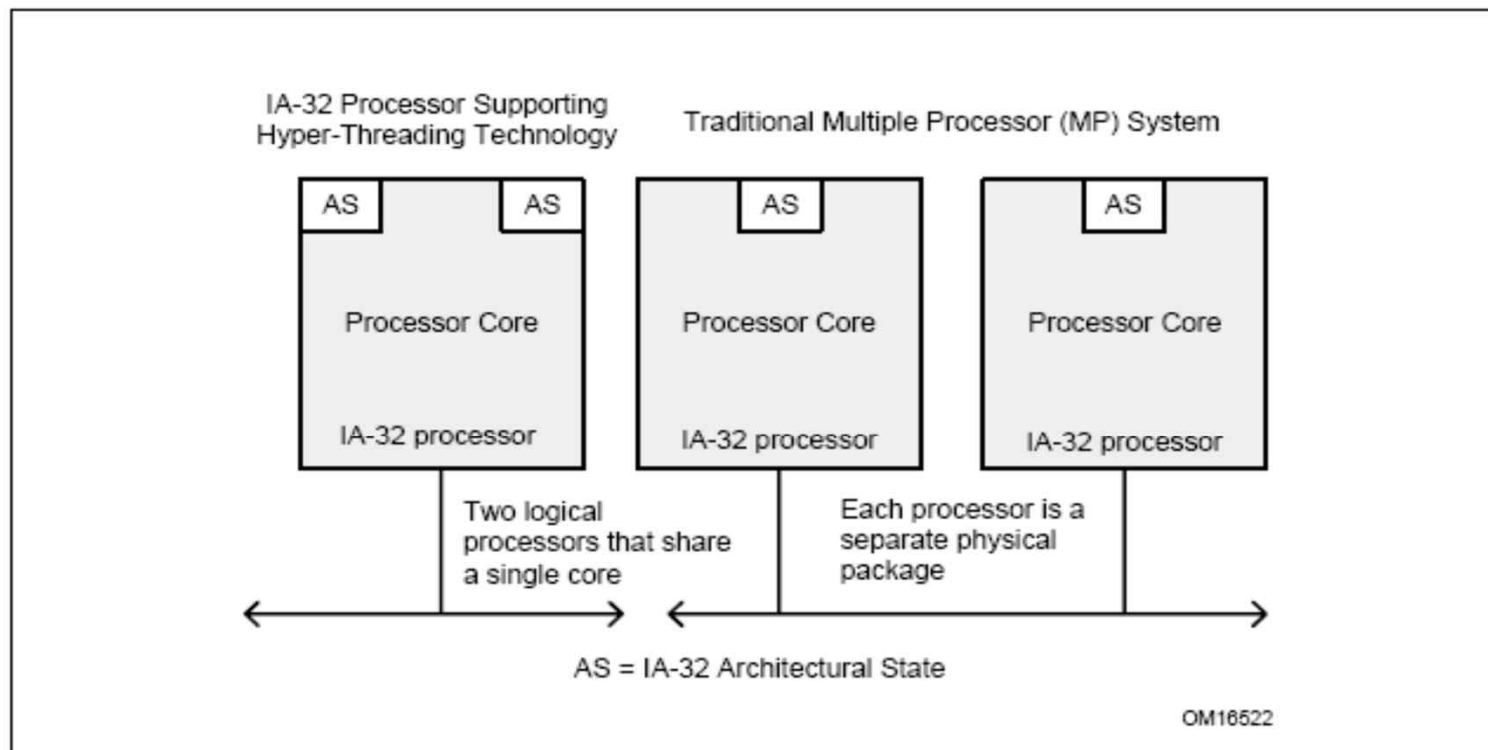 IA-32 Processor Supporting
Hyper-Threading Technology
Traditional Multiple Processor (MP) System
AS
AS
AS
AS
Processor Core
Processor Core
Processor Core
IA-32 processor
IA-32 processor
IA-32 processor
Two logical
processors that share
a single core
Each processor is a
separate physical
package
AS = IA-32 Architectural State
OM16522